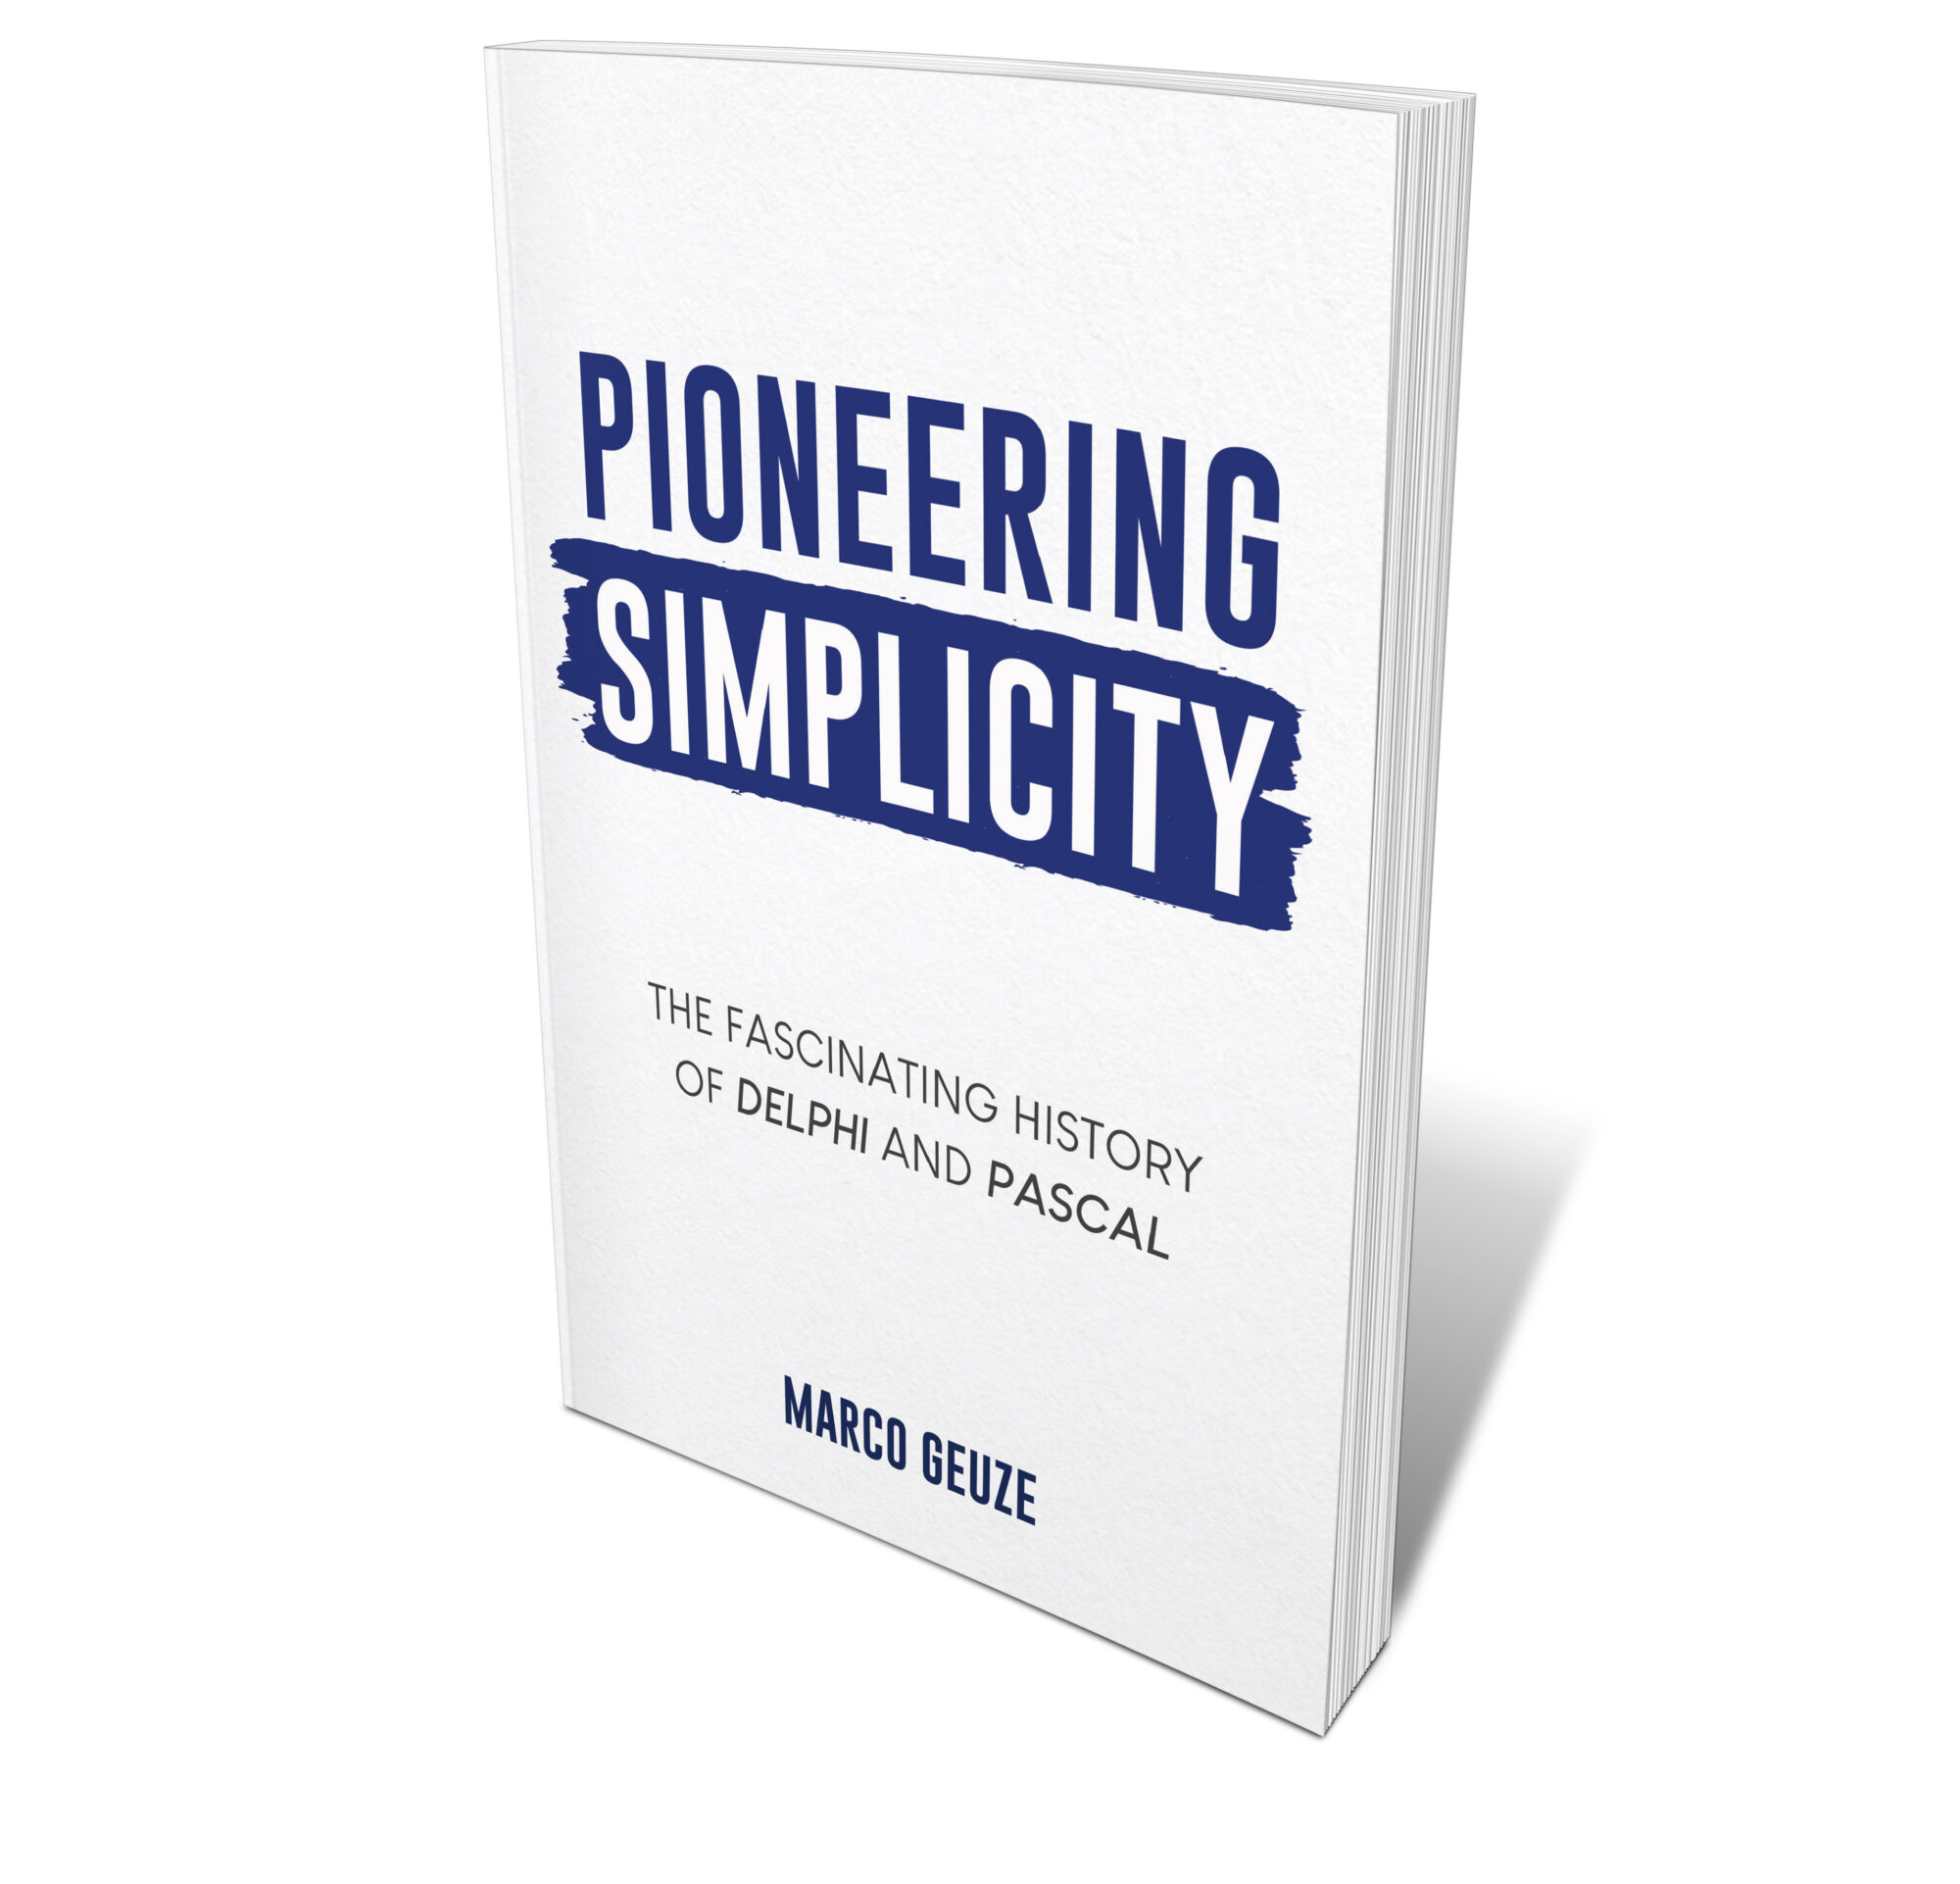 PIONEERING
SIMPLICITY
THE FASCINATING HISTORY
OF DELPHI AND PASCAL
MARCO GEUZE